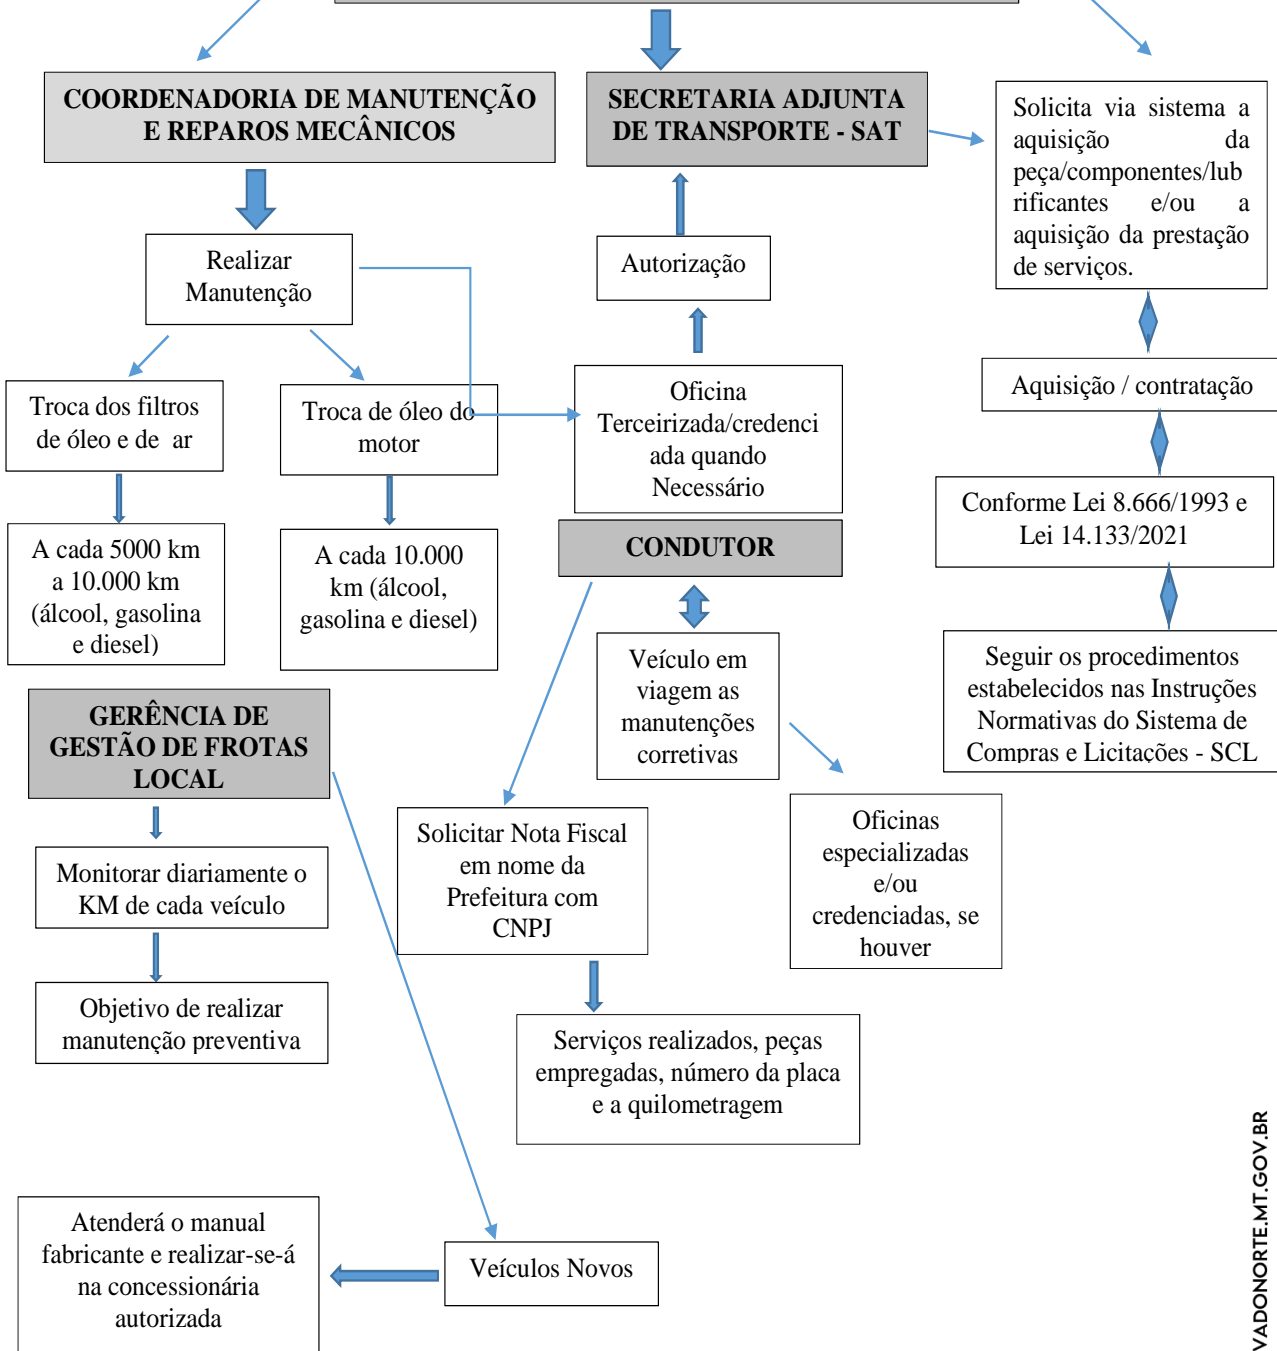 COORDENADORIA DE MANUTENÇÃO
E REPAROS MECÂNICOS
SECRETARIA ADJUNTA
DE TRANSPORTE - SAT
Solicita via sistema a
aquisição da
peça/componentes/lub
rificantes e/ou a
aquisição da prestação
de serviços.
Realizar
Manutenção
Autorização
Aquisição / contratação
Troca dos filtros
de óleo e de ar
Troca de óleo do
motor
Oficina
Terceirizada/credenci
ada quando
Necessário
Conforme Lei 8.666/1993 e
Lei 14.133/2021
A cada 5000 km
a 10.000 km
(álcool, gasolina
e diesel)
A cada 10.000
km (álcool,
gasolina e diesel)
CONDUTOR
Veículo em
viagem as
manutenções
corretivas
Seguir os procedimentos
estabelecidos nas Instruções
Normativas do Sistema de
Compras e Licitações - SCL
GERÊNCIA DE
GESTÃO DE FROTAS
LOCAL
Solicitar Nota Fiscal
em nome da
Prefeitura com
CNPJ
Oficinas
especializadas
e/ou
credenciadas, se
houver
Monitorar diariamente o
KM de cada veículo
Objetivo de realizar
manutenção preventiva
Serviços realizados, peças
empregadas, número da placa
e a quilometragem
Atenderá o manual
fabricante e realizar-se-á
na concessionária
autorizada
Veículos Novos
VADONORTE.MT.GOV.BR